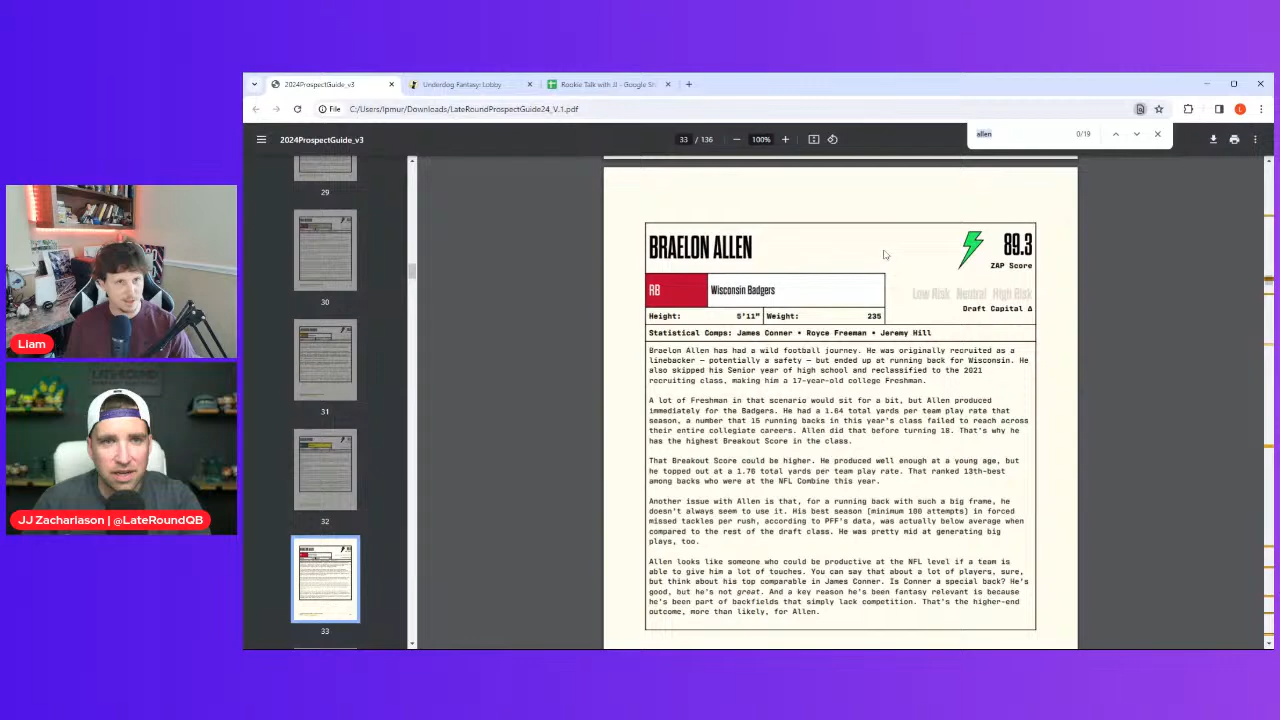 2024ProspectGuide_v3
Underdog Fantasy: Lobby
Rookie Talk with JJ - Google Sh
File
C:/Users/lpmur/Downloads/LateRoundProspectGuide24_V.1.pdf
2024ProspectGuide_v3
33 / 136
100%
allen
0/19
29
30
31
32
33
BRAELON ALLEN
89.3
ZAP Score
RB
Wisconsin Badgers
Low Risk Neutral High Risk
Draft Capital Δ
Height: 5'11" Weight: 235
Statistical Comps: James Conner • Royce Freeman • Jeremy Hill
Braelon Allen has had a wild football journey. He was originally recruited as a
linebacker — potentially a safety — but ended up at running back for Wisconsin. He
also skipped his Senior year of high school and reclassified to the 2021
recruiting class, making him a 17-year-old college Freshman.
A lot of Freshman in that scenario would sit for a bit, but Allen produced
immediately for the Badgers. He had a 1.64 total yards per team play rate that
season, a number that 15 running backs in this year's class failed to reach across
their entire collegiate careers. Allen did that before turning 18. That's why he
has the highest Breakout Score in the class.
That Breakout Score could be higher. He produced well enough at a young age, but
he topped out at a 1.76 total yards per team play rate. That ranked 13th-best
among backs who were at the NFL Combine this year.
Another issue with Allen is that, for a running back with such a big frame, he
doesn't always seem to use it. His best season (minimum 100 attempts) in forced
missed tackles per rush, according to PFF's data, was actually below average when
compared to the rest of the draft class. He was pretty mid at generating big
plays, too.
Allen looks like someone who could be productive at the NFL level if a team is
able to give him a lot of touches. You can say that about a lot of players, sure,
but think about his top comparable in James Conner. Is Conner a special back? He's
good, but he's not great. And a key reason he's been fantasy relevant is because
he's been part of backfields that simply lack competition. That's the higher-end
outcome, more than likely, for Allen.
Liam
JJ Zachariason | @LateRoundQB